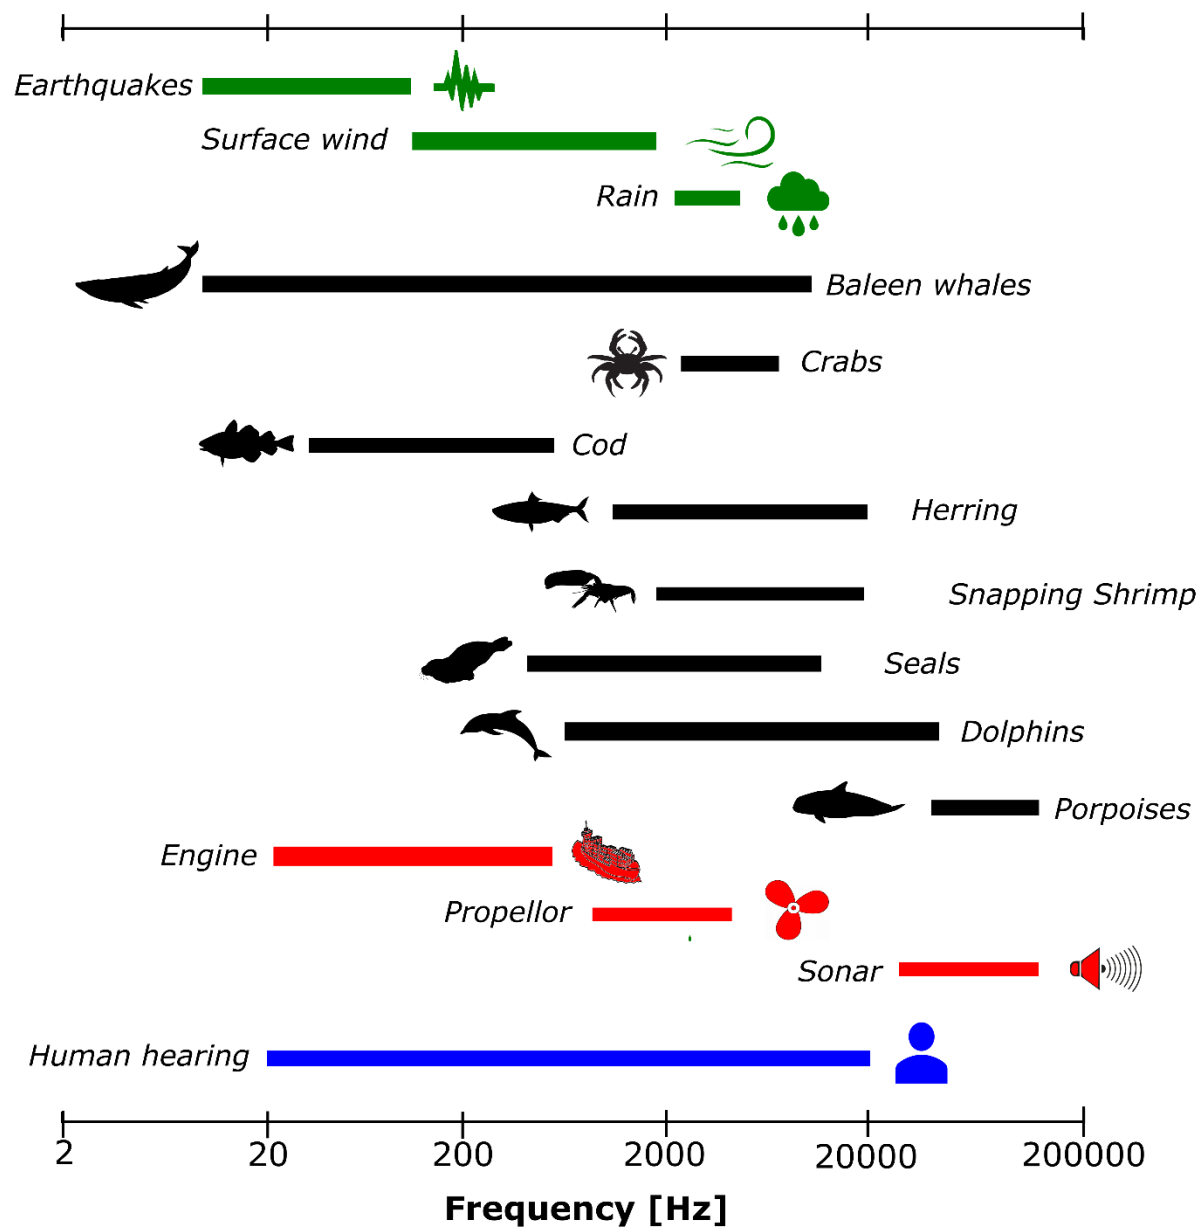 Earthquakes
Surface wind
Rain
Baleen whales
Crabs
Cod
Herring
Snapping Shrimp
Seals
Dolphins
Porpoises
Engine
Propellor
Sonar
Human hearing
2 20 200 2000 20000 200000
Frequency [Hz]